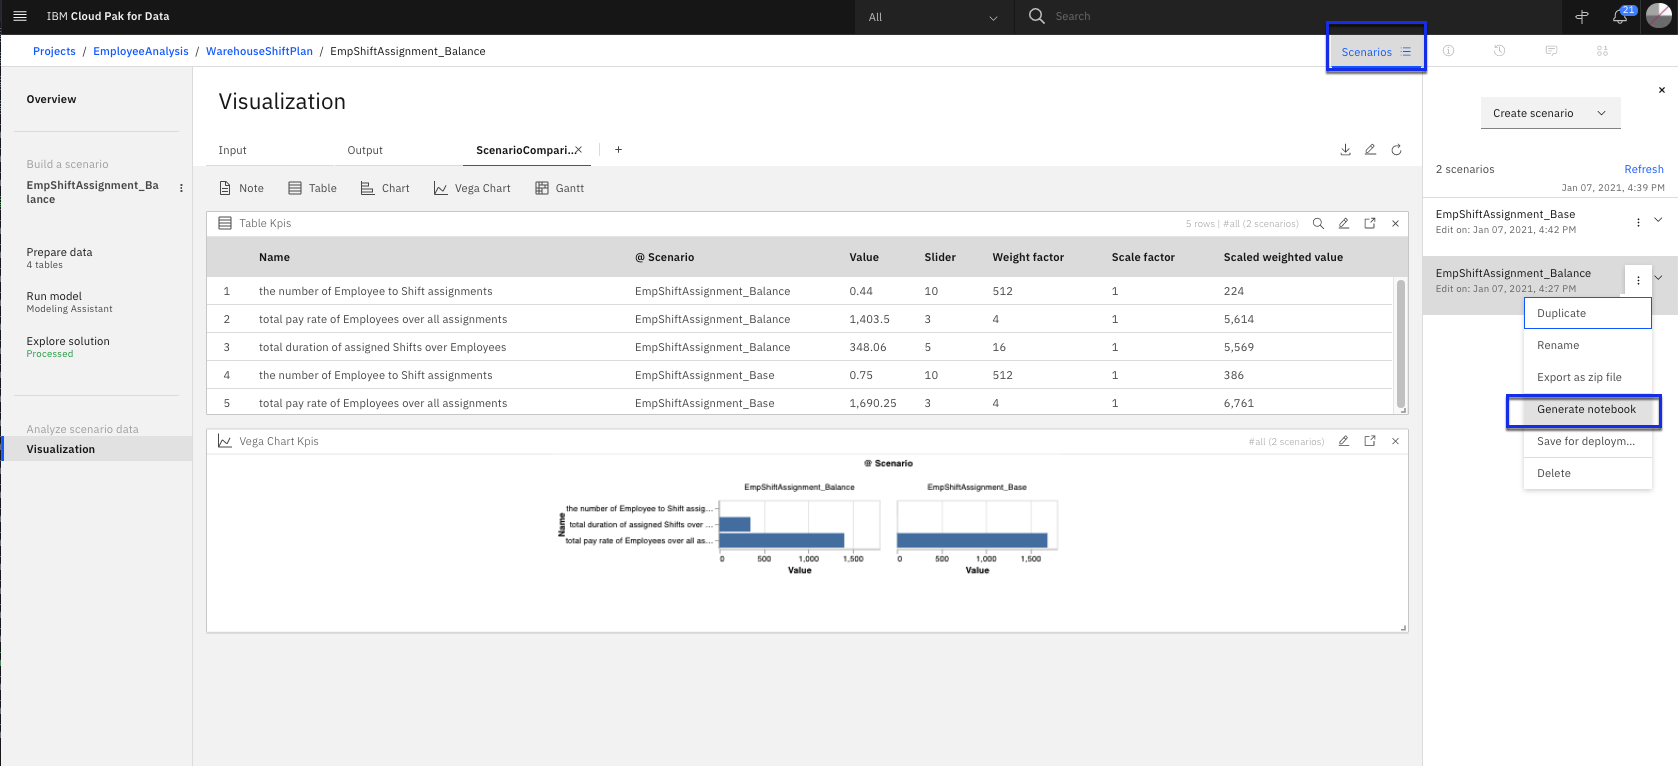 IBM Cloud Pak for Data
All
Search
21
Projects / EmployeeAnalysis / WarehouseShiftPlan / EmpShiftAssignment_Balance
Scenarios
Overview
Build a scenario
EmpShiftAssignment_Ba
lance
Prepare data
4 tables
Run model
Modeling Assistant
Explore solution
Processed
Analyze scenario data
Visualization
Visualization
Input Output ScenarioCompari...
Note Table Chart Vega Chart Gantt
Table Kpis 5 rows | #all (2 scenarios)
Name @ Scenario Value Slider Weight factor Scale factor Scaled weighted value
1 the number of Employee to Shift assignments EmpShiftAssignment_Balance 0.44 10 512 1 224
2 total pay rate of Employees over all assignments EmpShiftAssignment_Balance 1,403.5 3 4 1 5,614
3 total duration of assigned Shifts over Employees EmpShiftAssignment_Balance 348.06 5 16 1 5,569
4 the number of Employee to Shift assignments EmpShiftAssignment_Base 0.75 10 512 1 386
5 total pay rate of Employees over all assignments EmpShiftAssignment_Base 1,690.25 3 4 1 6,761
Vega Chart Kpis #all (2 scenarios)
@ Scenario
EmpShiftAssignment_Balance EmpShiftAssignment_Base
Name
the number of Employee to Shift assig...
total duration of assigned Shifts over ...
total pay rate of Employees over all as...
0 500 1,000 1,500 0 500 1,000 1,500
Value Value
Create scenario
2 scenarios Refresh
Jan 07, 2021, 4:39 PM
EmpShiftAssignment_Base
Edit on: Jan 07, 2021, 4:42 PM
EmpShiftAssignment_Balance
Edit on: Jan 07, 2021, 4:27 PM
Duplicate
Rename
Export as zip file
Generate notebook
Save for deploym...
Delete